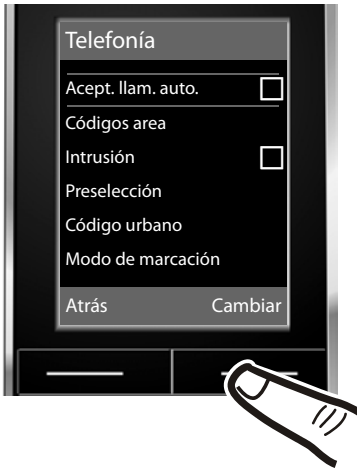 Telefonía
Acept. llam. auto.
Códigos area
Intrusión
Preselección
Código urbano
Modo de marcación
Atrás Cambiar